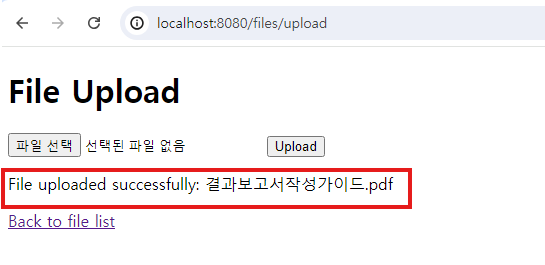 localhost:8080/files/upload
File Upload
파일 선택 선택된 파일 없음 Upload
File uploaded successfully: 결과보고서작성가이드.pdf
Back to file list